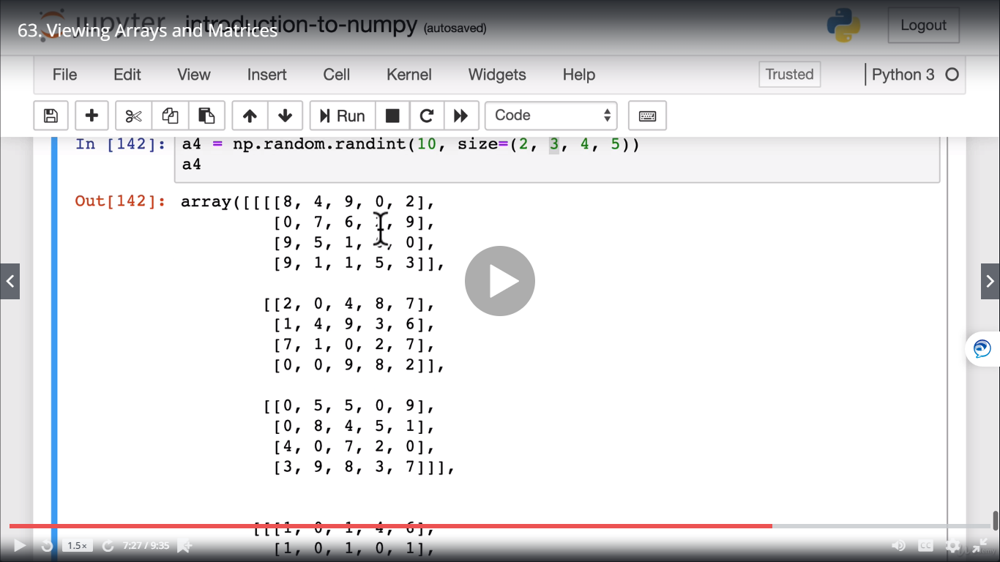 jupyter introduction-to-numpy (autosaved)
Logout
63. Viewing Arrays and Matrices
File Edit View Insert Cell Kernel Widgets Help Trusted Python 3
Run Code
In [142]: a4 = np.random.randint(10, size=(2, 3, 4, 5))
a4
Out[142]: array([[[[8, 4, 9, 0, 2],
[0, 7, 6, , 9],
[9, 5, 1, , 0],
[9, 1, 1, 5, 3]],
[[2, 0, 4, 8, 7],
[1, 4, 9, 3, 6],
[7, 1, 0, 2, 7],
[0, 0, 9, 8, 2]],
[[0, 5, 5, 0, 9],
[0, 8, 4, 5, 1],
[4, 0, 7, 2, 0],
[3, 9, 8, 3, 7]]],
[[[1, 0, 1, 4, 6],
[1, 0, 1, 0, 1],
1.5× 7:27 / 9:35 CC